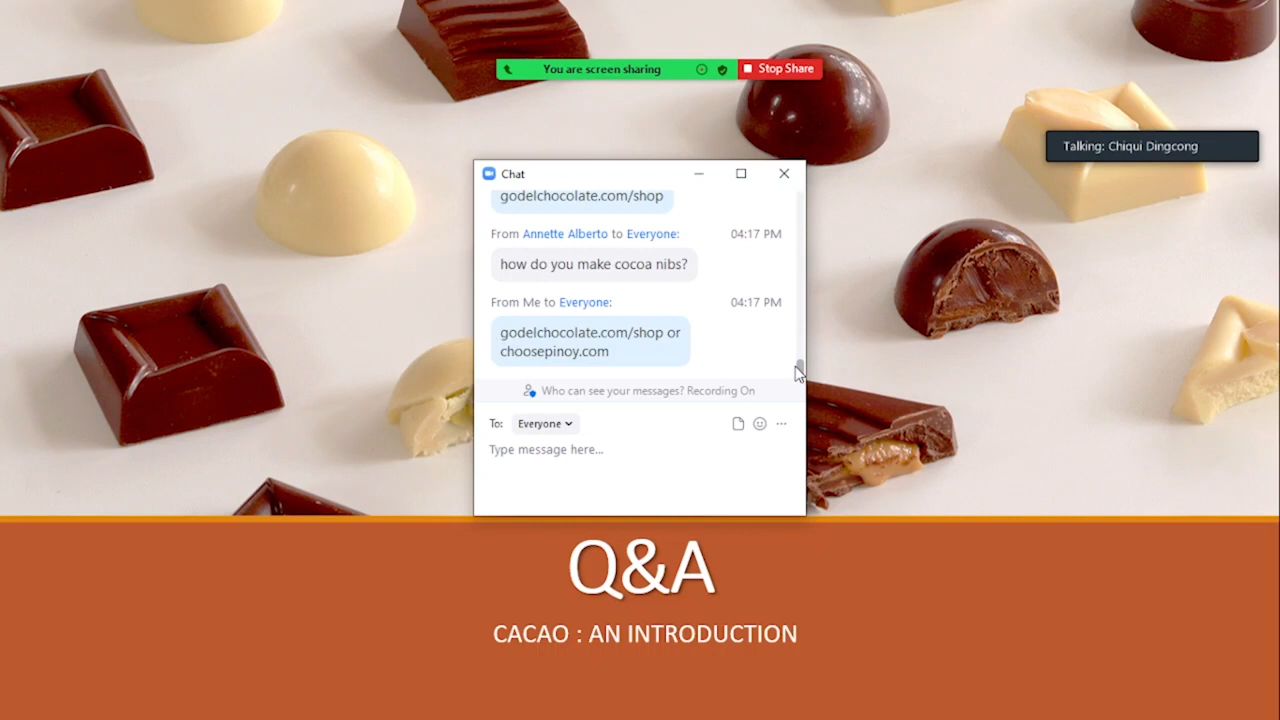 You are screen sharing
Stop Share
Talking: Chiqui Dingcong
Chat
godelchocolate.com/shop
From Annette Alberto to Everyone:
04:17 PM
how do you make cocoa nibs?
From Me to Everyone:
04:17 PM
godelchocolate.com/shop or
choosepinoy.com
Who can see your messages? Recording On
To: Everyone
Type message here...
Q&A
CACAO : AN INTRODUCTION